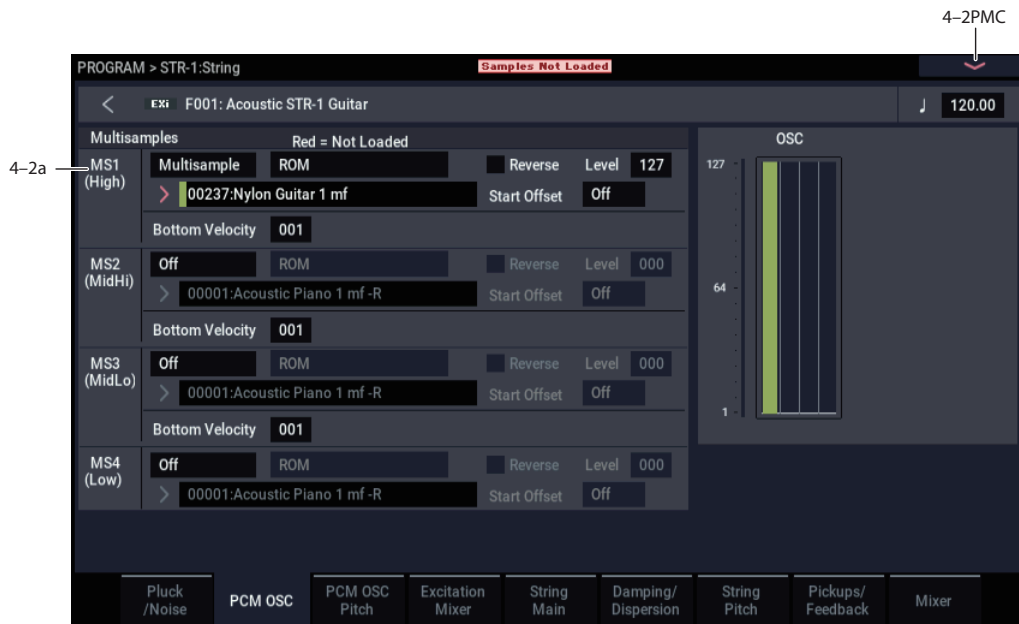 4–2PMC
PROGRAM > STR-1:String
Samples Not Loaded
EXi F001: Acoustic STR-1 Guitar
♩ 120.00
Multisamples
Red = Not Loaded
OSC
4–2a
MS1
(High)
Multisample
ROM
Reverse
Level
127
00237:Nylon Guitar 1 mf
Start Offset
Off
Bottom Velocity
001
MS2
(MidHi)
Off
ROM
Reverse
Level
000
00001:Acoustic Piano 1 mf -R
Start Offset
Off
Bottom Velocity
001
MS3
(MidLo)
Off
ROM
Reverse
Level
000
00001:Acoustic Piano 1 mf -R
Start Offset
Off
Bottom Velocity
001
MS4
(Low)
Off
ROM
Reverse
Level
000
00001:Acoustic Piano 1 mf -R
Start Offset
Off
127
64
1
Pluck
/Noise
PCM OSC
PCM OSC
Pitch
Excitation
Mixer
String
Main
Damping/
Dispersion
String
Pitch
Pickups/
Feedback
Mixer